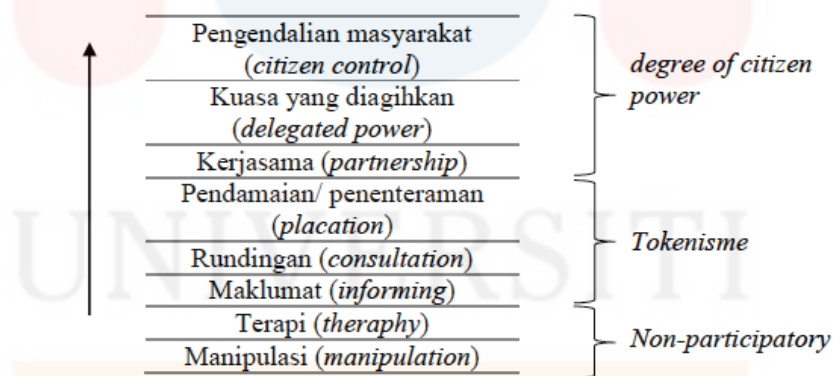 Pengendalian masyarakat
(citizen control)
Kuasa yang diagihkan
(delegated power)
Kerjasama (partnership)
degree of citizen
power
Pendamaian/ penenteraman
(placation)
Rundingan (consultation)
Maklumat (informing)
Tokenisme
Terapi (theraphy)
Manipulasi (manipulation)
Non-participatory
UNIVERSITI